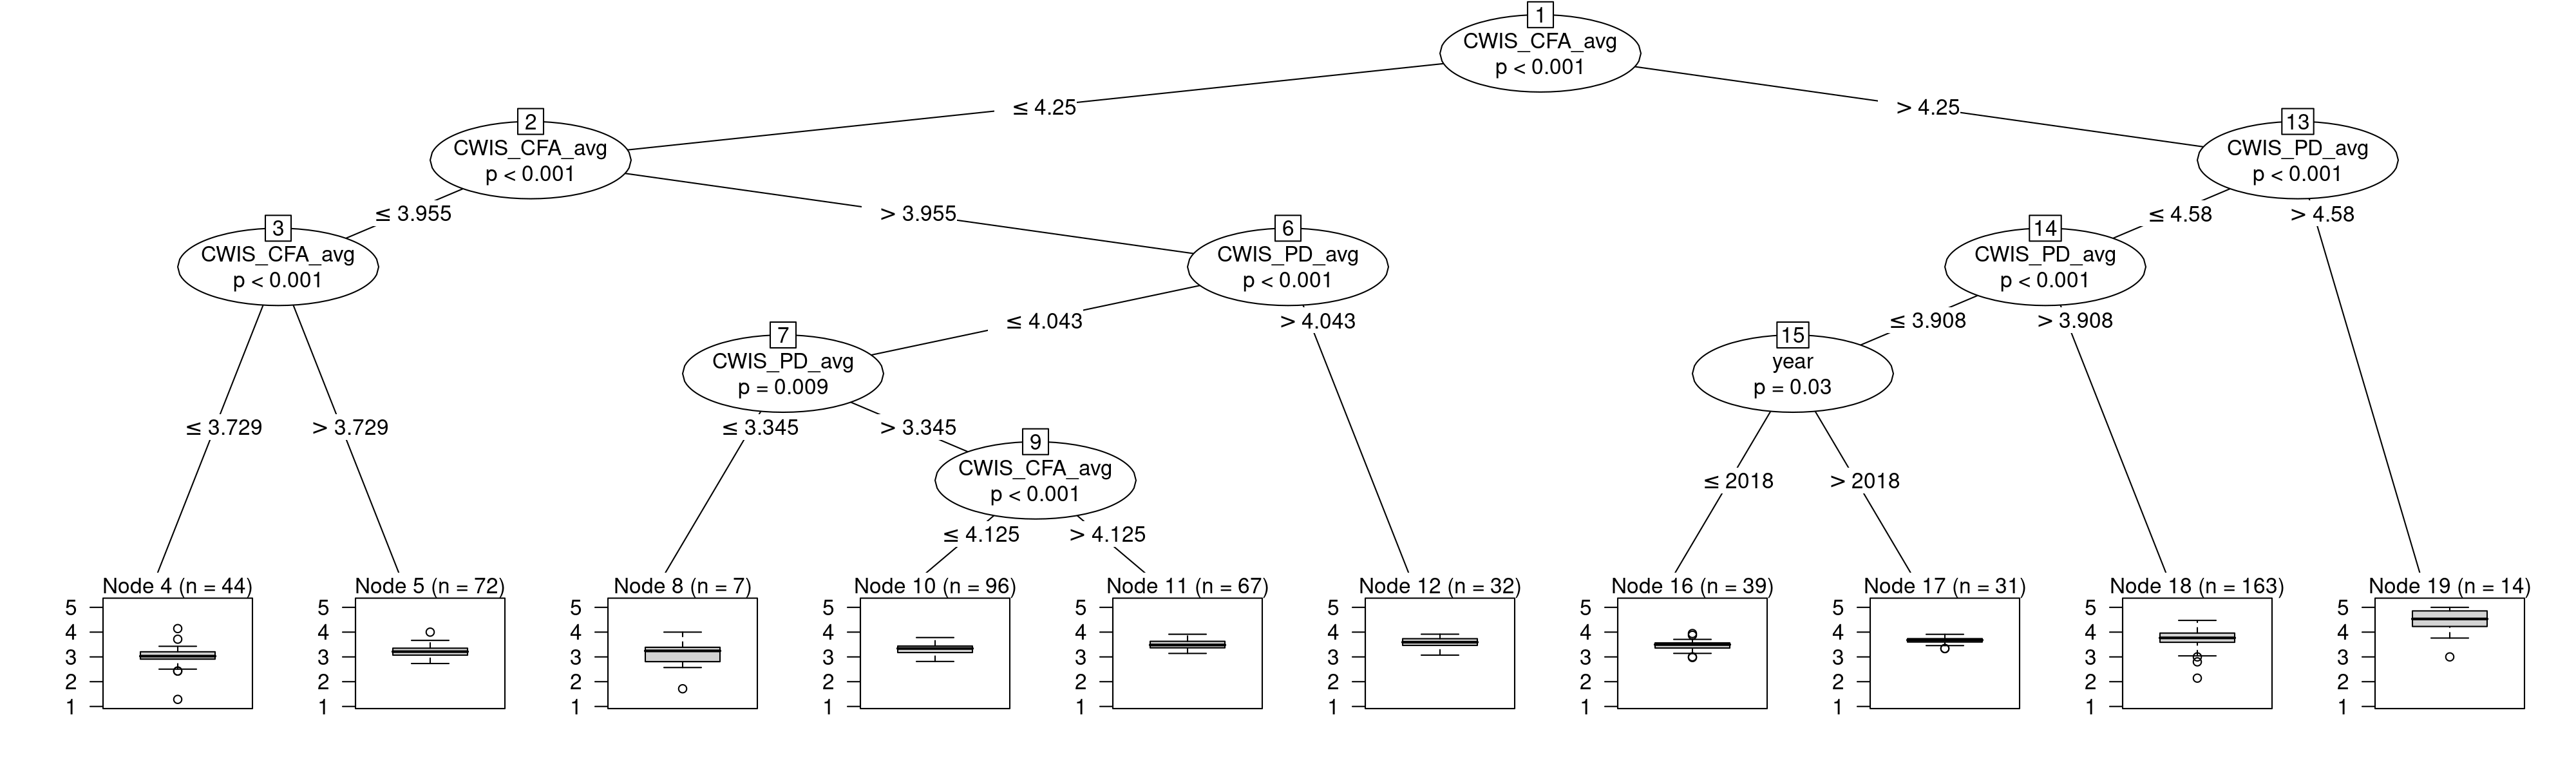 1
CWIS_CFA_avg
p < 0.001
≤ 4.25
> 4.25
2
CWIS_CFA_avg
p < 0.001
13
CWIS_PD_avg
p < 0.001
≤ 3.955
> 3.955
≤ 4.58
> 4.58
3
CWIS_CFA_avg
p < 0.001
6
CWIS_PD_avg
p < 0.001
14
CWIS_PD_avg
p < 0.001
≤ 4.043
> 4.043
≤ 3.908
> 3.908
7
CWIS_PD_avg
p = 0.009
15
year
p = 0.03
≤ 3.729
> 3.729
≤ 3.345
> 3.345
9
CWIS_CFA_avg
p < 0.001
≤ 2018
> 2018
≤ 4.125
> 4.125
Node 4 (n = 44)
5
4
3
2
1
Node 5 (n = 72)
5
4
3
2
1
Node 8 (n = 7)
5
4
3
2
1
Node 10 (n = 96)
5
4
3
2
1
Node 11 (n = 67)
5
4
3
2
1
Node 12 (n = 32)
5
4
3
2
1
Node 16 (n = 39)
5
4
3
2
1
Node 17 (n = 31)
5
4
3
2
1
Node 18 (n = 163)
5
4
3
2
1
Node 19 (n = 14)
5
4
3
2
1